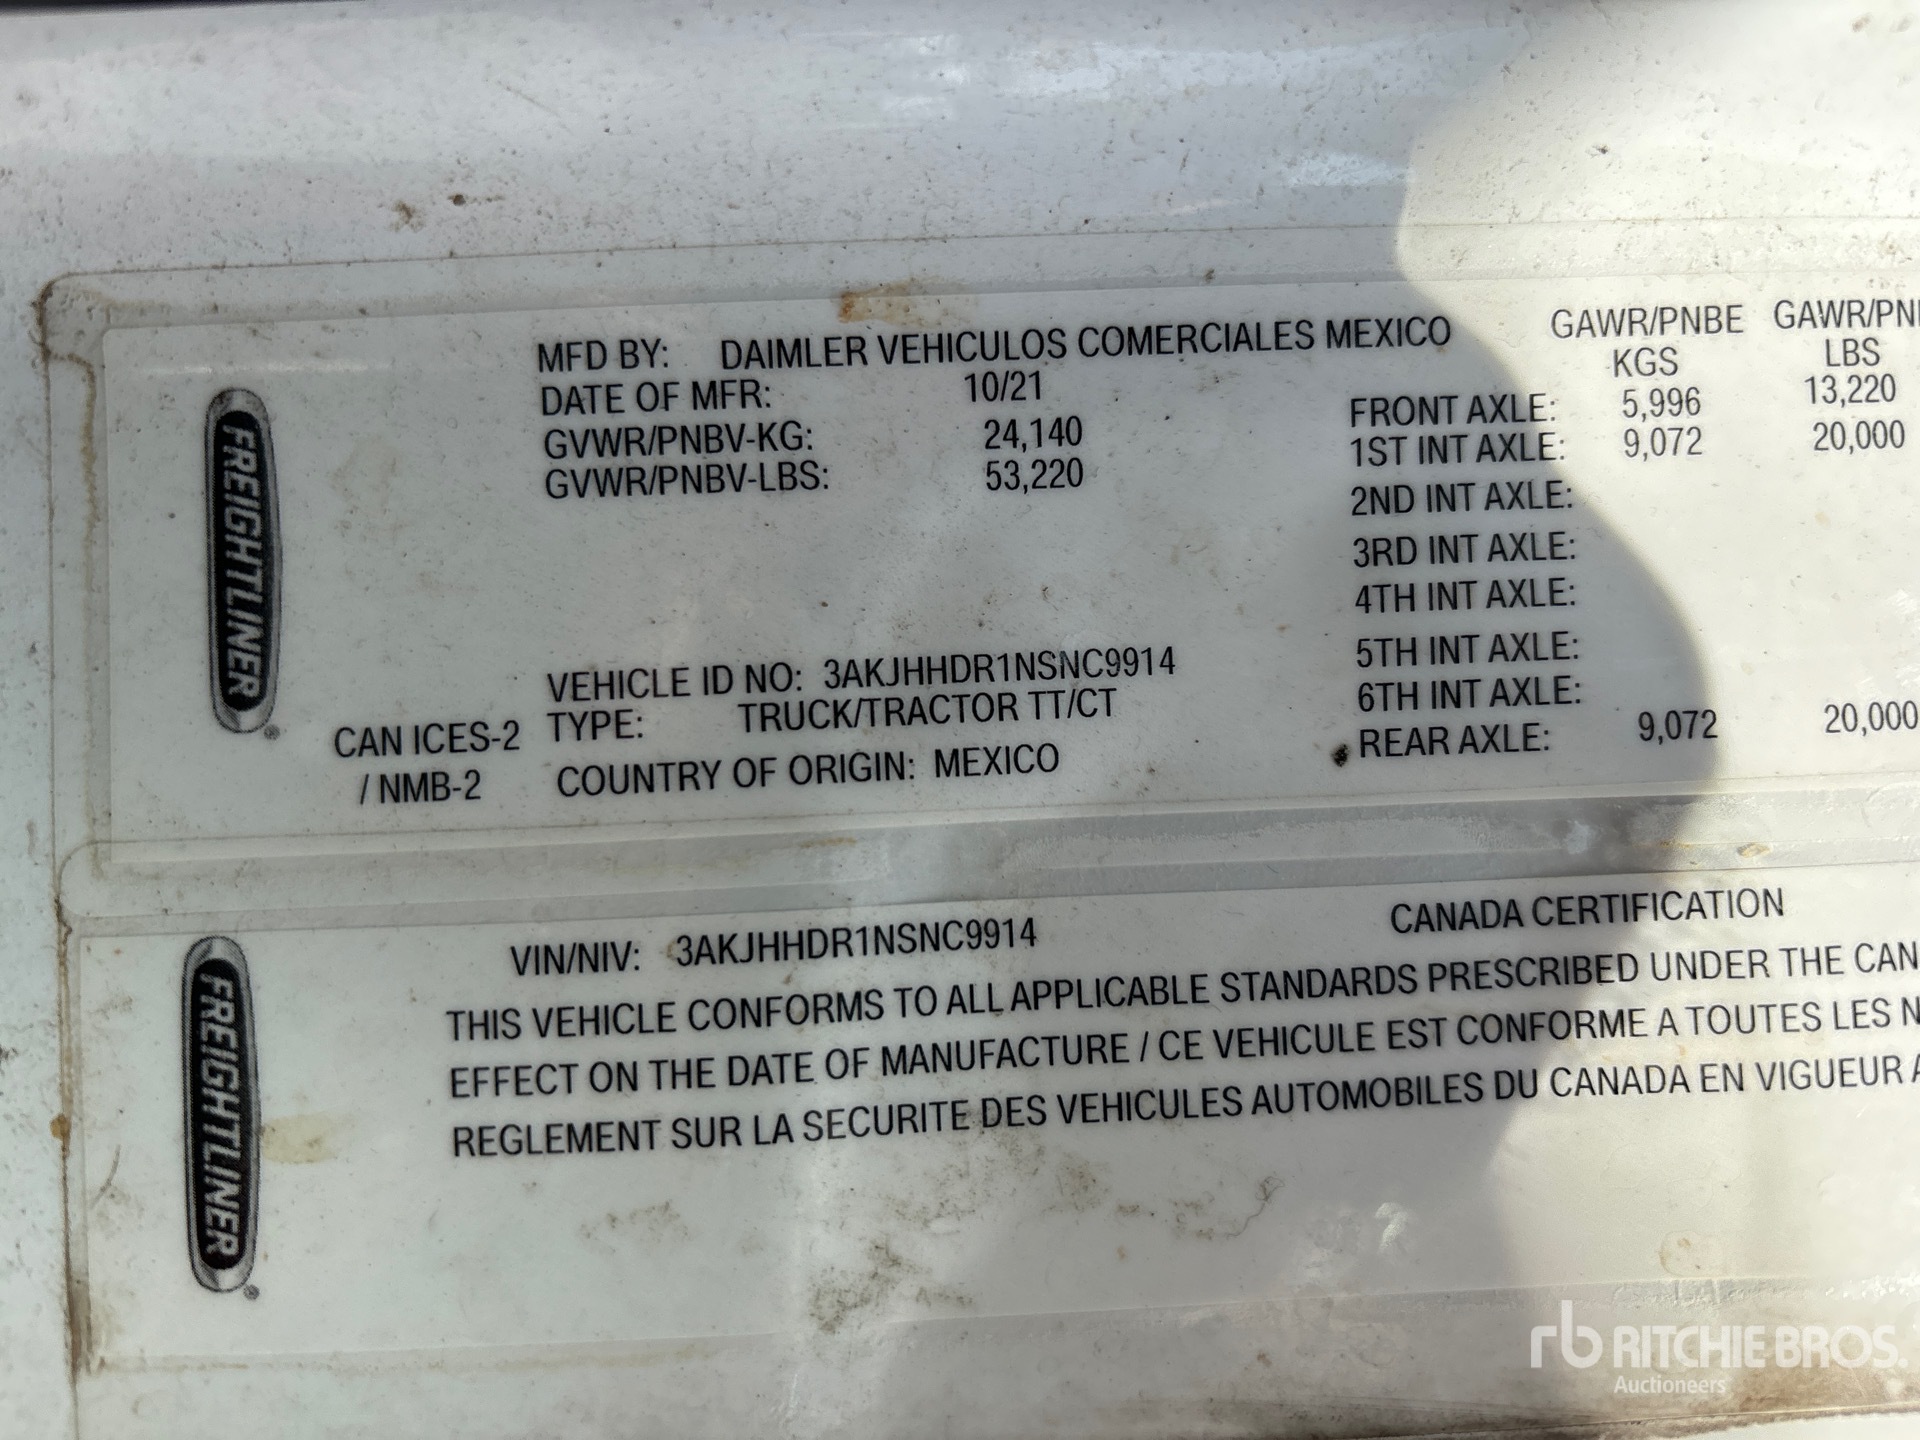 FREIGHTLINER®
MFD BY: DAIMLER VEHICULOS COMERCIALES MEXICO
DATE OF MFR: 10/21
GVWR/PNBV-KG: 24,140
GVWR/PNBV-LBS: 53,220
VEHICLE ID NO: 3AKJHHDR1NSNC9914
TYPE: TRUCK/TRACTOR TT/CT
COUNTRY OF ORIGIN: MEXICO
CAN ICES-2
/ NMB-2
GAWR/PNBE GAWR/PN
KGS LBS
FRONT AXLE: 5,996 13,220
1ST INT AXLE: 9,072 20,000
2ND INT AXLE:
3RD INT AXLE:
4TH INT AXLE:
5TH INT AXLE:
6TH INT AXLE:
REAR AXLE: 9,072 20,000
FREIGHTLINER®
VIN/NIV: 3AKJHHDR1NSNC9914 CANADA CERTIFICATION
THIS VEHICLE CONFORMS TO ALL APPLICABLE STANDARDS PRESCRIBED UNDER THE CAN
EFFECT ON THE DATE OF MANUFACTURE / CE VEHICULE EST CONFORME A TOUTES LES N
REGLEMENT SUR LA SECURITE DES VEHICULES AUTOMOBILES DU CANADA EN VIGUEUR A
rb RITCHIE BROS.
Auctioneers